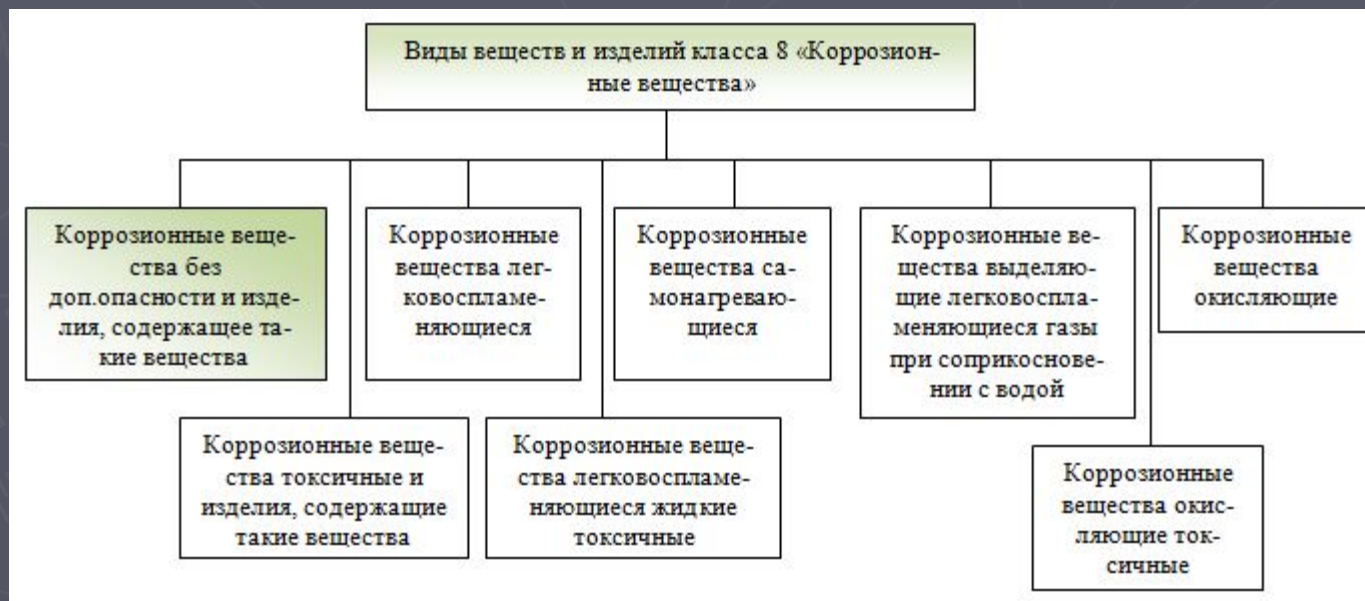 Виды веществ и изделий класса 8 «Коррозион-
ные вещества»
Коррозионные веще-
ства без
доп.опасности и изде-
лия, содержащее та-
кие вещества
Коррозионные
вещества лег-
ковоспламе-
няющиеся
Коррозионные
вещества са-
монагреваю-
щиеся
Коррозионные ве-
щества выделяю-
щие легковоспла-
меняющиеся газы
при соприкоснове-
нии с водой
Коррозионные
вещества
окисляющие
Коррозионные веще-
ства токсичные и
изделия, содержащие
такие вещества
Коррозионные веще-
ства легковоспламе-
няющиеся жидкие
токсичные
Коррозионные
вещества окис-
ляющие ток-
сичные